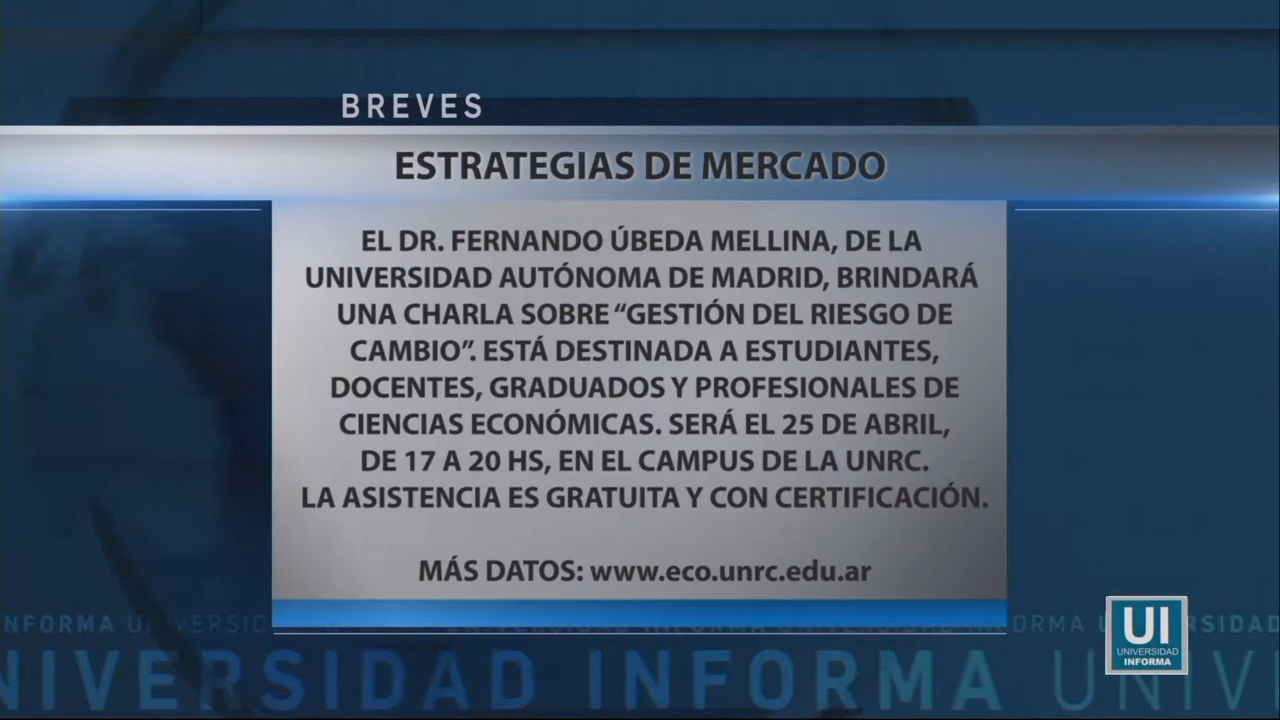 BREVES
ESTRATEGIAS DE MERCADO
EL DR. FERNANDO ÚBEDA MELLINA, DE LA
UNIVERSIDAD AUTÓNOMA DE MADRID, BRINDARÁ
UNA CHARLA SOBRE “GESTIÓN DEL RIESGO DE
CAMBIO”. ESTÁ DESTINADA A ESTUDIANTES,
DOCENTES, GRADUADOS Y PROFESIONALES DE
CIENCIAS ECONÓMICAS. SERÁ EL 25 DE ABRIL,
DE 17 A 20 HS, EN EL CAMPUS DE LA UNRC.
LA ASISTENCIA ES GRATUITA Y CON CERTIFICACIÓN.
MÁS DATOS: www.eco.unrc.edu.ar
UI
UNIVERSIDAD
INFORMA
NIVERSIDAD INFORMA UNIV